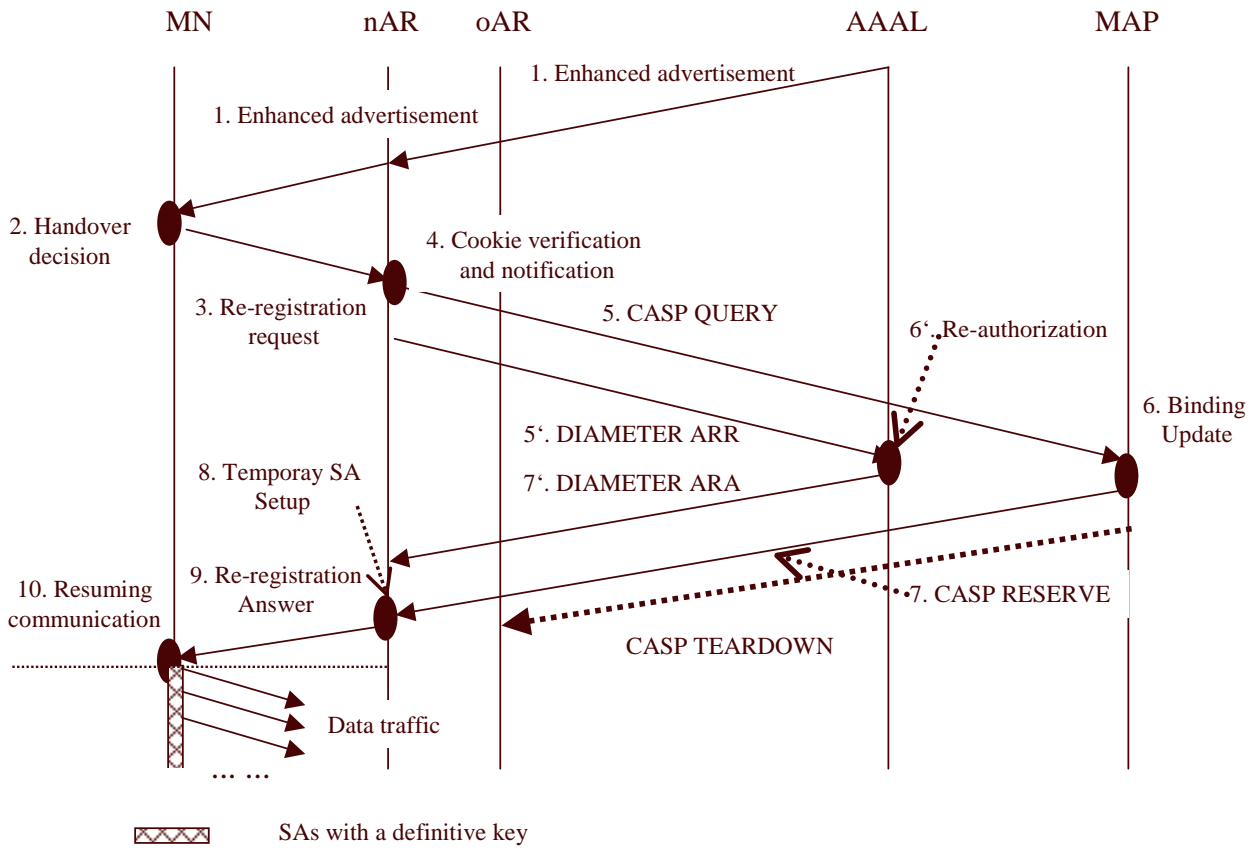 MN nAR oAR AAAL MAP
1. Enhanced advertisement
1. Enhanced advertisement
2. Handover
decision
4. Cookie verification
and notification
3. Re-registration
request
5. CASP QUERY
6‘. Re-authorization
6. Binding
Update
5‘. DIAMETER ARR
8. Temporay SA
Setup
7‘. DIAMETER ARA
9. Re-registration
Answer
10. Resuming
communication
7. CASP RESERVE
CASP TEARDOWN
Data traffic
... ...
SAs with a definitive key